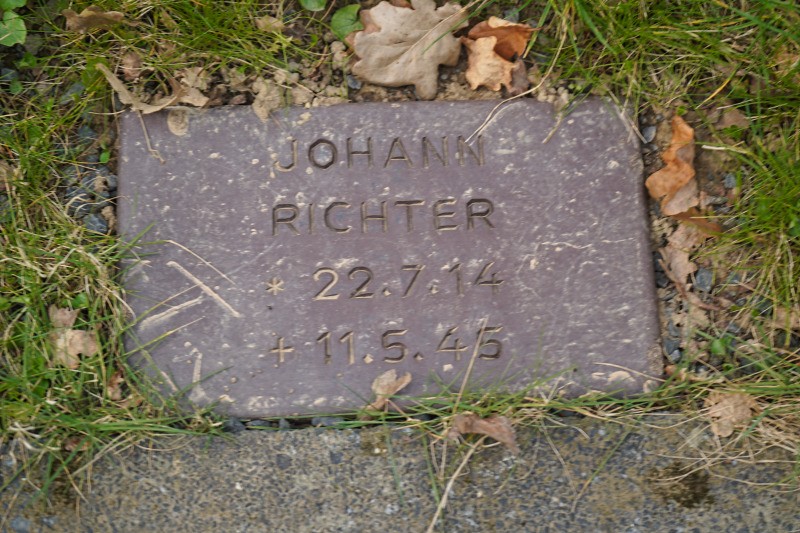 JOHANN
RICHTER
* 22.7.14
+ 11.5.45